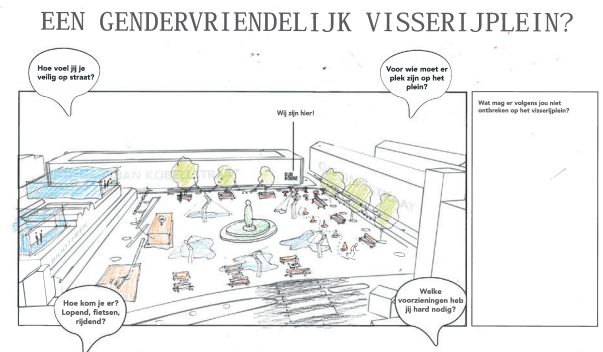 EEN GENDERVRIENDELIJK VISSERIJPLEIN?
Hoe voel jij je
veilig op straat?
Voor wie moet er
plek zijn op het
plein?
Wat mag er volgens jou niet
ontbreken op het visserijplein?
Wij zijn hier!
JAN KOBELLSTRAAT
Hoe kom je er?
Lopend, fietsen,
rijdend?
Welke
voorzieningen heb
jij hard nodig?